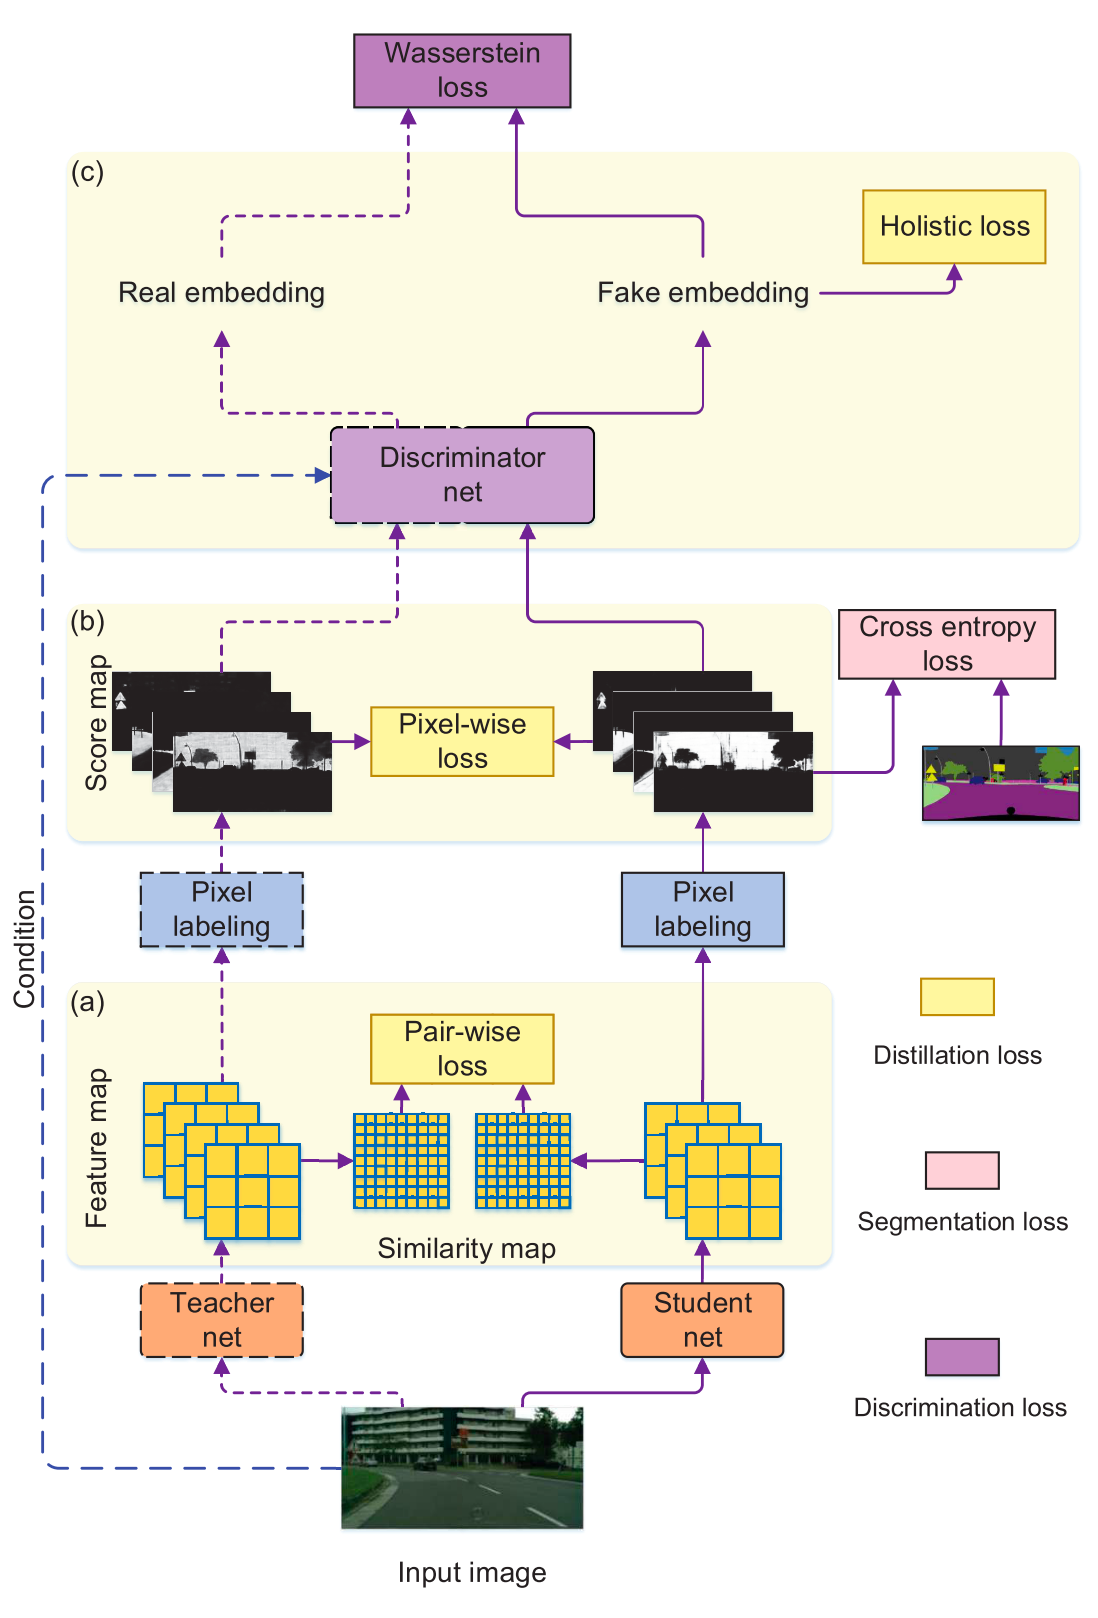 Wasserstein
loss
(c)
Holistic loss
Real embedding
Fake embedding
Discriminator
net
(b)
Score map
Pixel-wise
loss
Cross entropy
loss
Pixel
labeling
Pixel
labeling
Condition
(a)
Feature map
Pair-wise
loss
Similarity map
Distillation loss
Teacher
net
Student
net
Segmentation loss
Discrimination loss
Input image